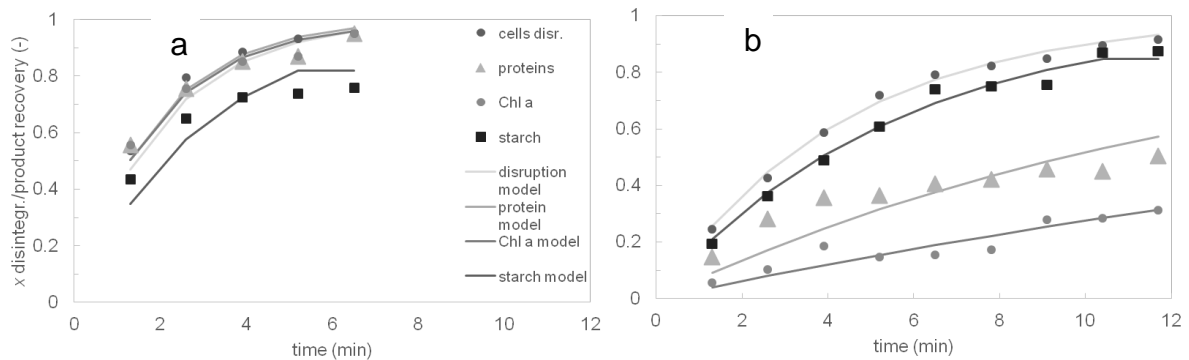 a
x disintegr./product recovery (-)
1
0.8
0.6
0.4
0.2
0
0 2 4 6 8 10 12
time (min)
cells disr.
proteins
Chl a
starch
disruption
model
protein
model
Chl a model
starch model
b
1
0.8
0.6
0.4
0.2
0
0 2 4 6 8 10 12
time (min)